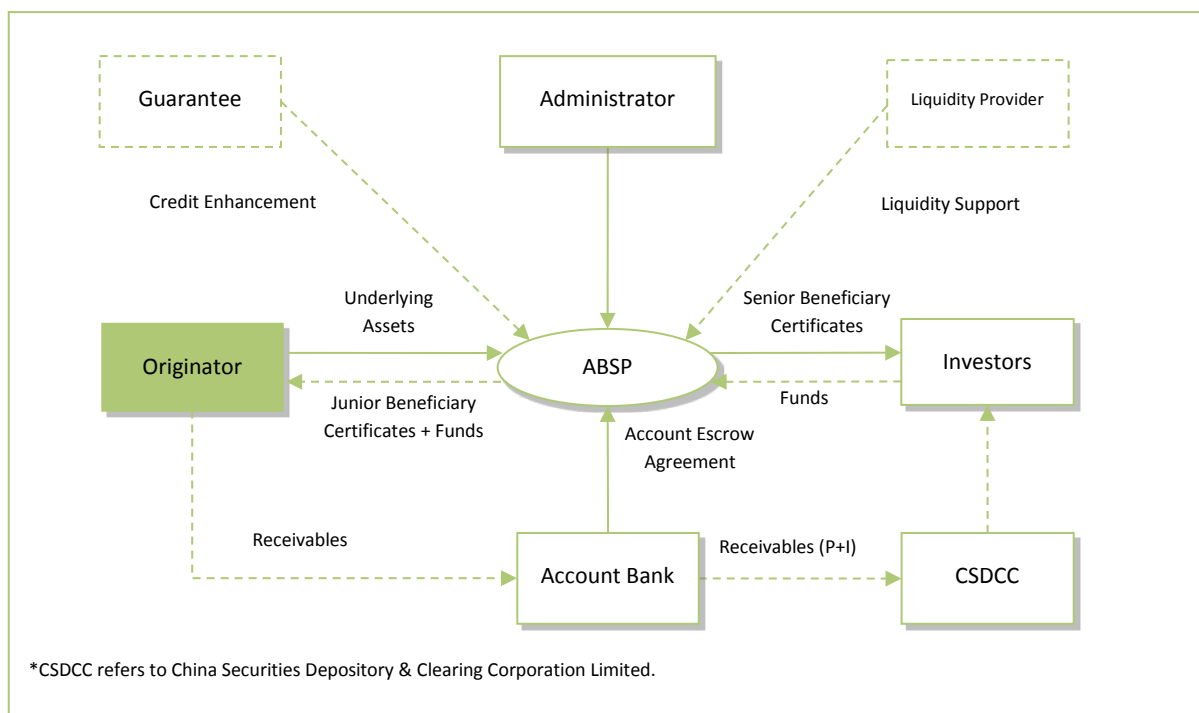 Guarantee
Administrator
Liquidity Provider
Credit Enhancement
Liquidity Support
Underlying
Assets
Senior Beneficiary
Certificates
Originator
ABSP
Investors
Junior Beneficiary
Certificates + Funds
Funds
Account Escrow
Agreement
Receivables
Receivables (P+I)
Account Bank
CSDCC
*CSDCC refers to China Securities Depository & Clearing Corporation Limited.